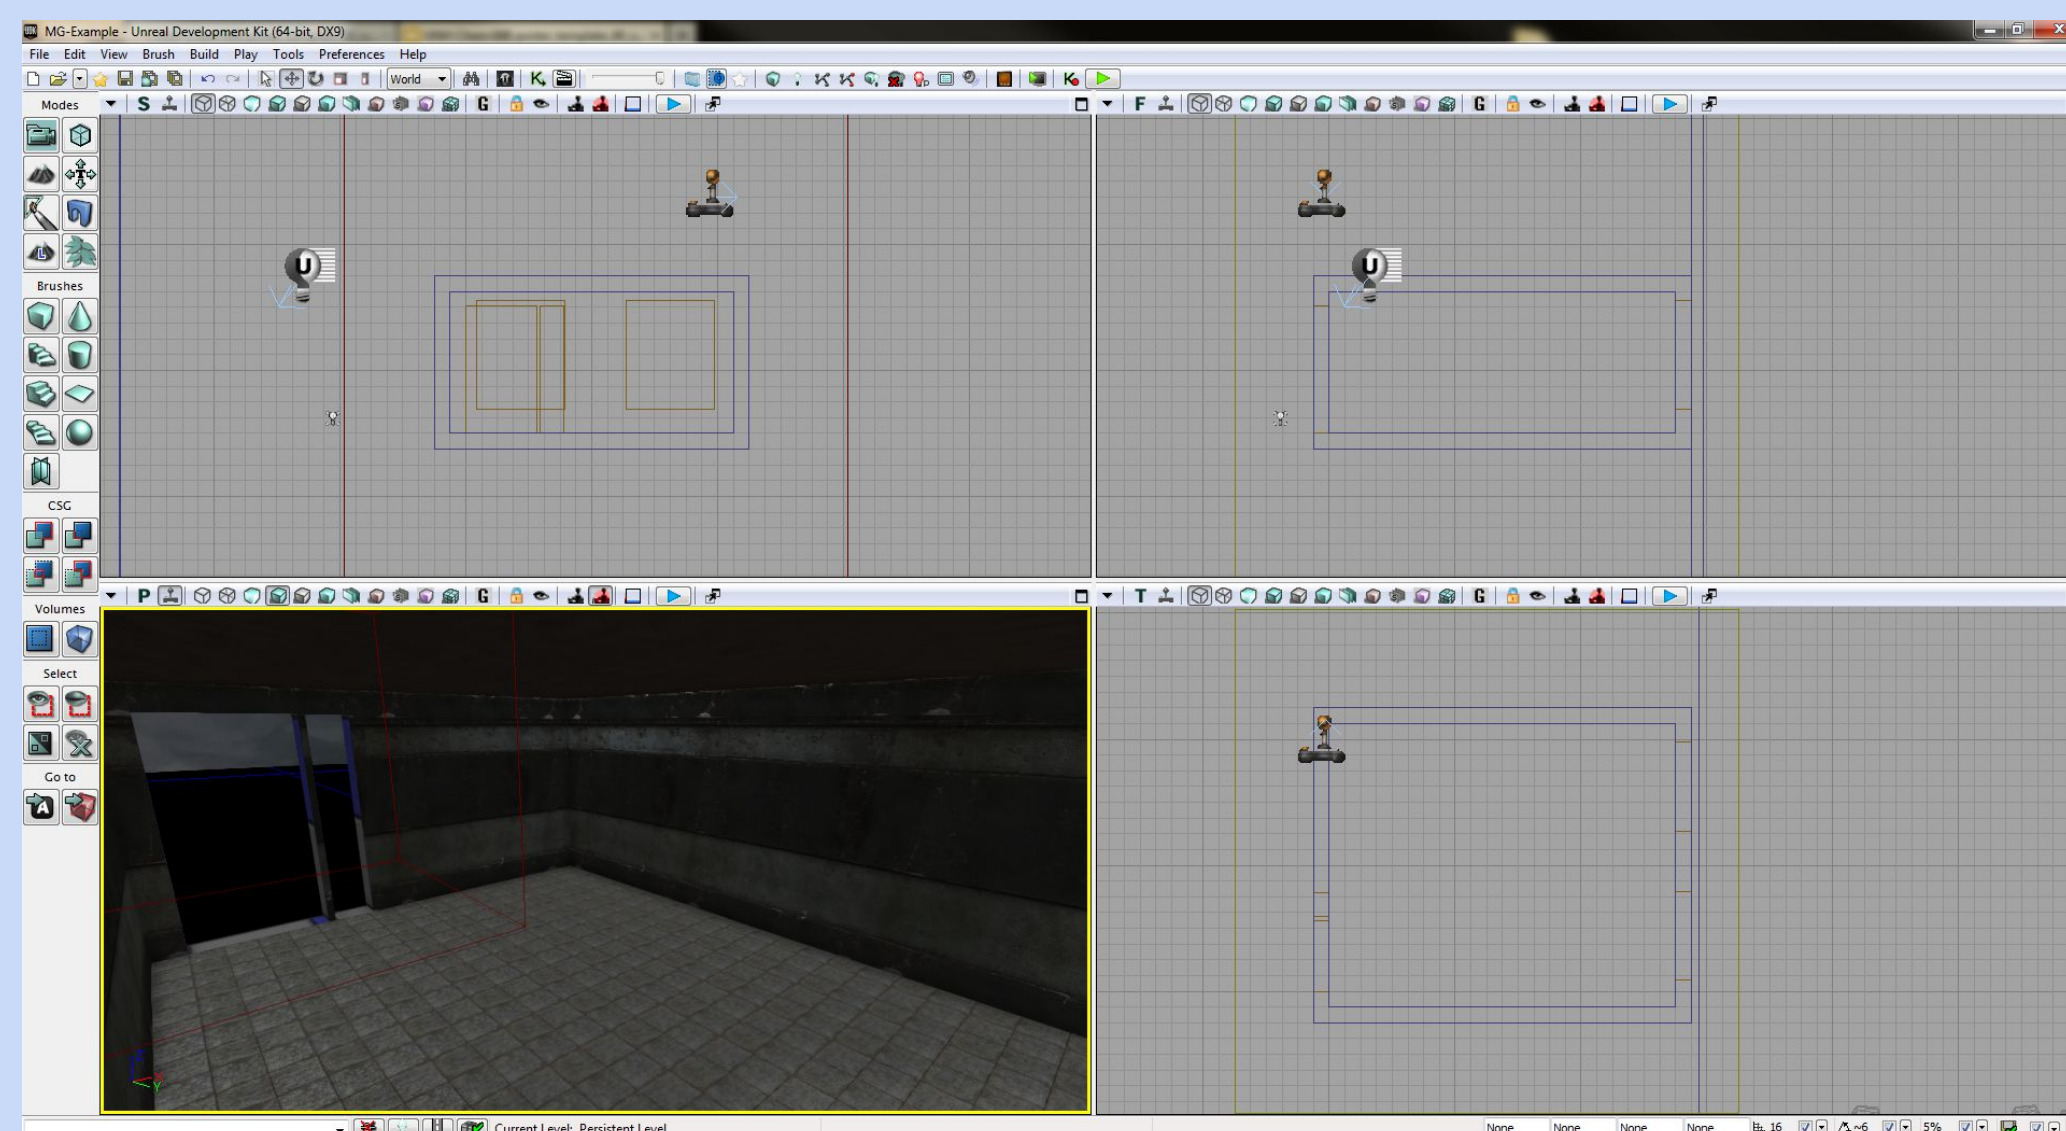 MG-Example - Unreal Development Kit (64-bit, DX9)
File Edit View Brush Build Play Tools Preferences Help
World
Modes
S G
F G
U
U
Brushes
CSG
P G
T G
Volumes
Select
Go to
Z X
Y
Current Level: Persistent Level
None None None None 16 ~6 5%